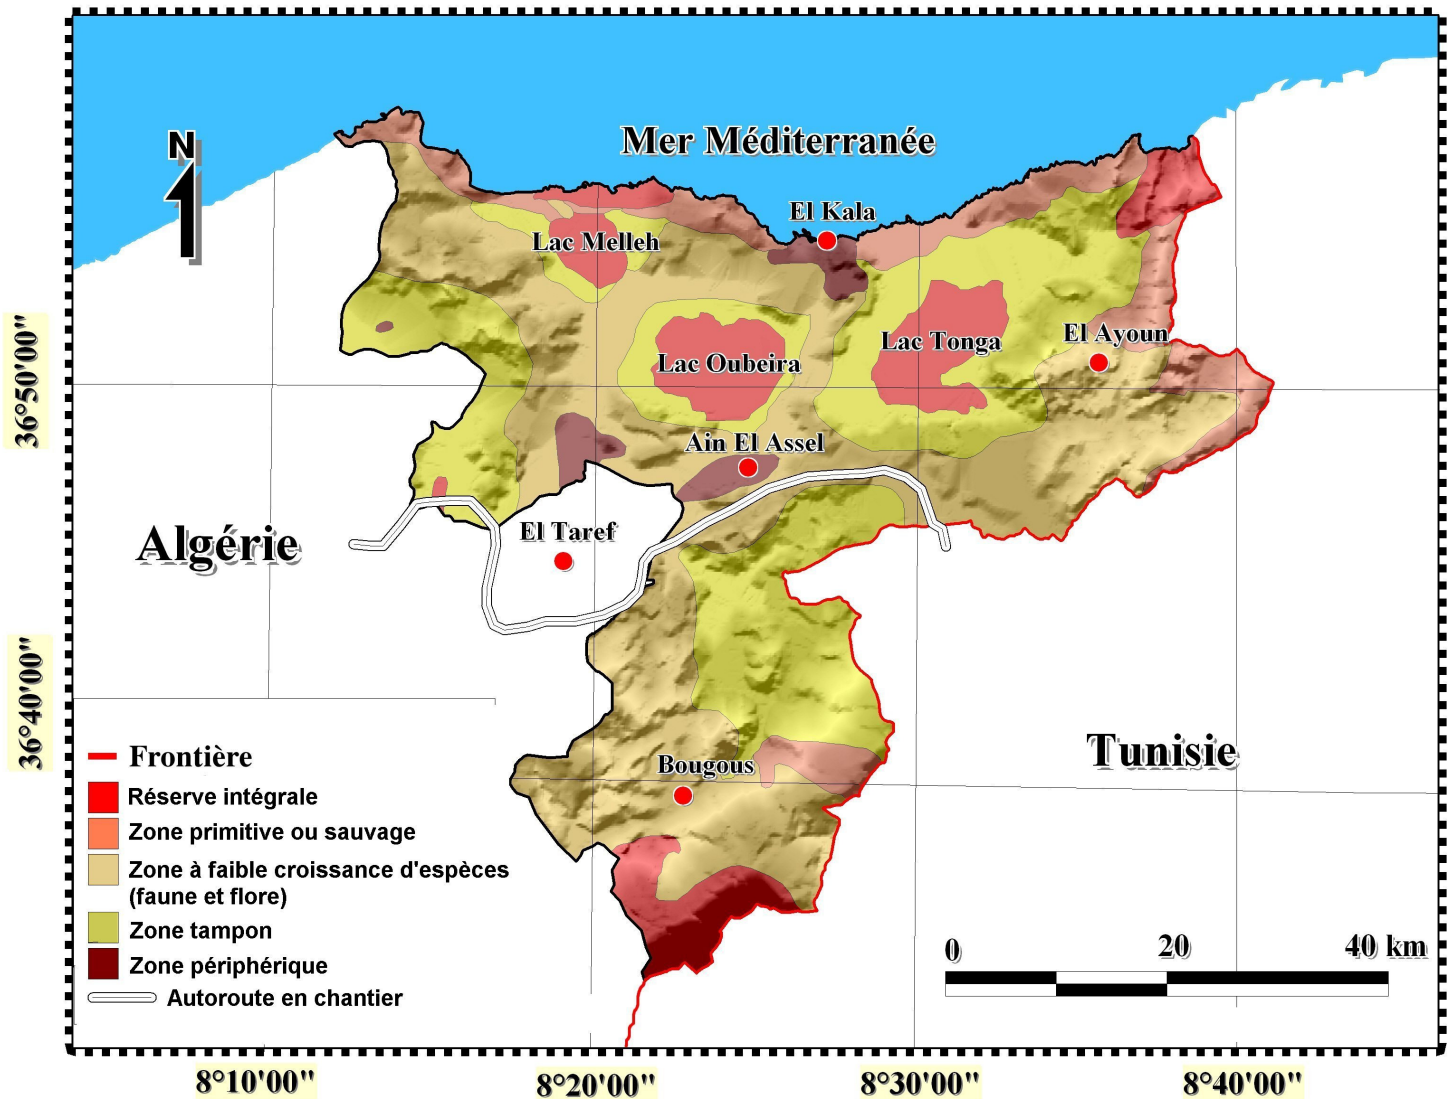 N
Mer Méditerranée
El Kala
Lac Melleh
Lac Oubeira
Lac Tonga
El Ayoun
36°50'00"
Ain El Assel
El Taref
Algérie
36°40'00"
Tunisie
Bougous
Frontière
Réserve intégrale
Zone primitive ou sauvage
Zone à faible croissance d'espèces
(faune et flore)
Zone tampon
Zone périphérique
Autoroute en chantier
0 20 40 km
8°10'00" 8°20'00" 8°30'00" 8°40'00"